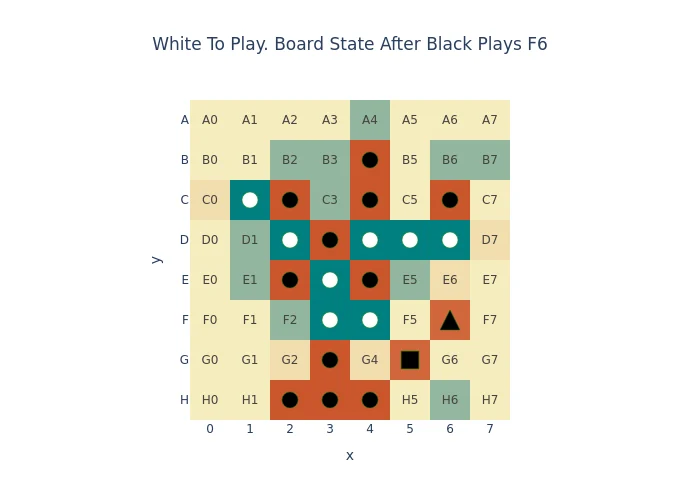 White To Play. Board State After Black Plays F6
A A0 A1 A2 A3 A4 A5 A6 A7
B B0 B1 B2 B3 B5 B6 B7
C C0 C3 C5 C7
D D0 D1 D7
E E0 E1 E5 E6 E7
F F0 F1 F2 F5 F7
G G0 G1 G2 G4 G6 G7
H H0 H1 H5 H6 H7
0 1 2 3 4 5 6 7
x
y